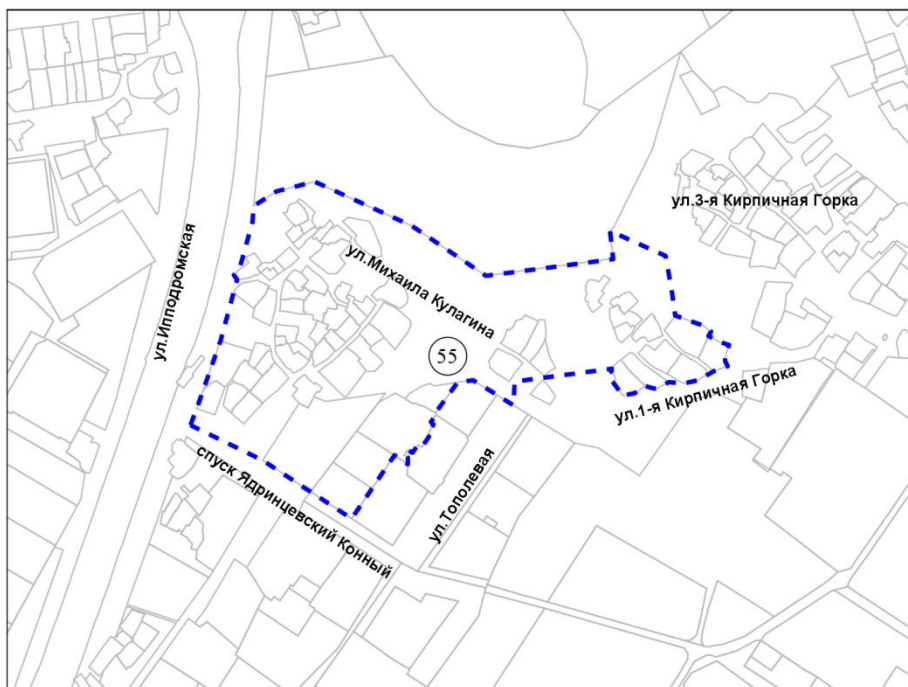 ул.3-я Кирпичная Горка
ул.Ипподромская
ул.Михаила Кулагина
55
ул.1-я Кирпичная Горка
спуск Ядринцевский Конный
ул.Тополевая